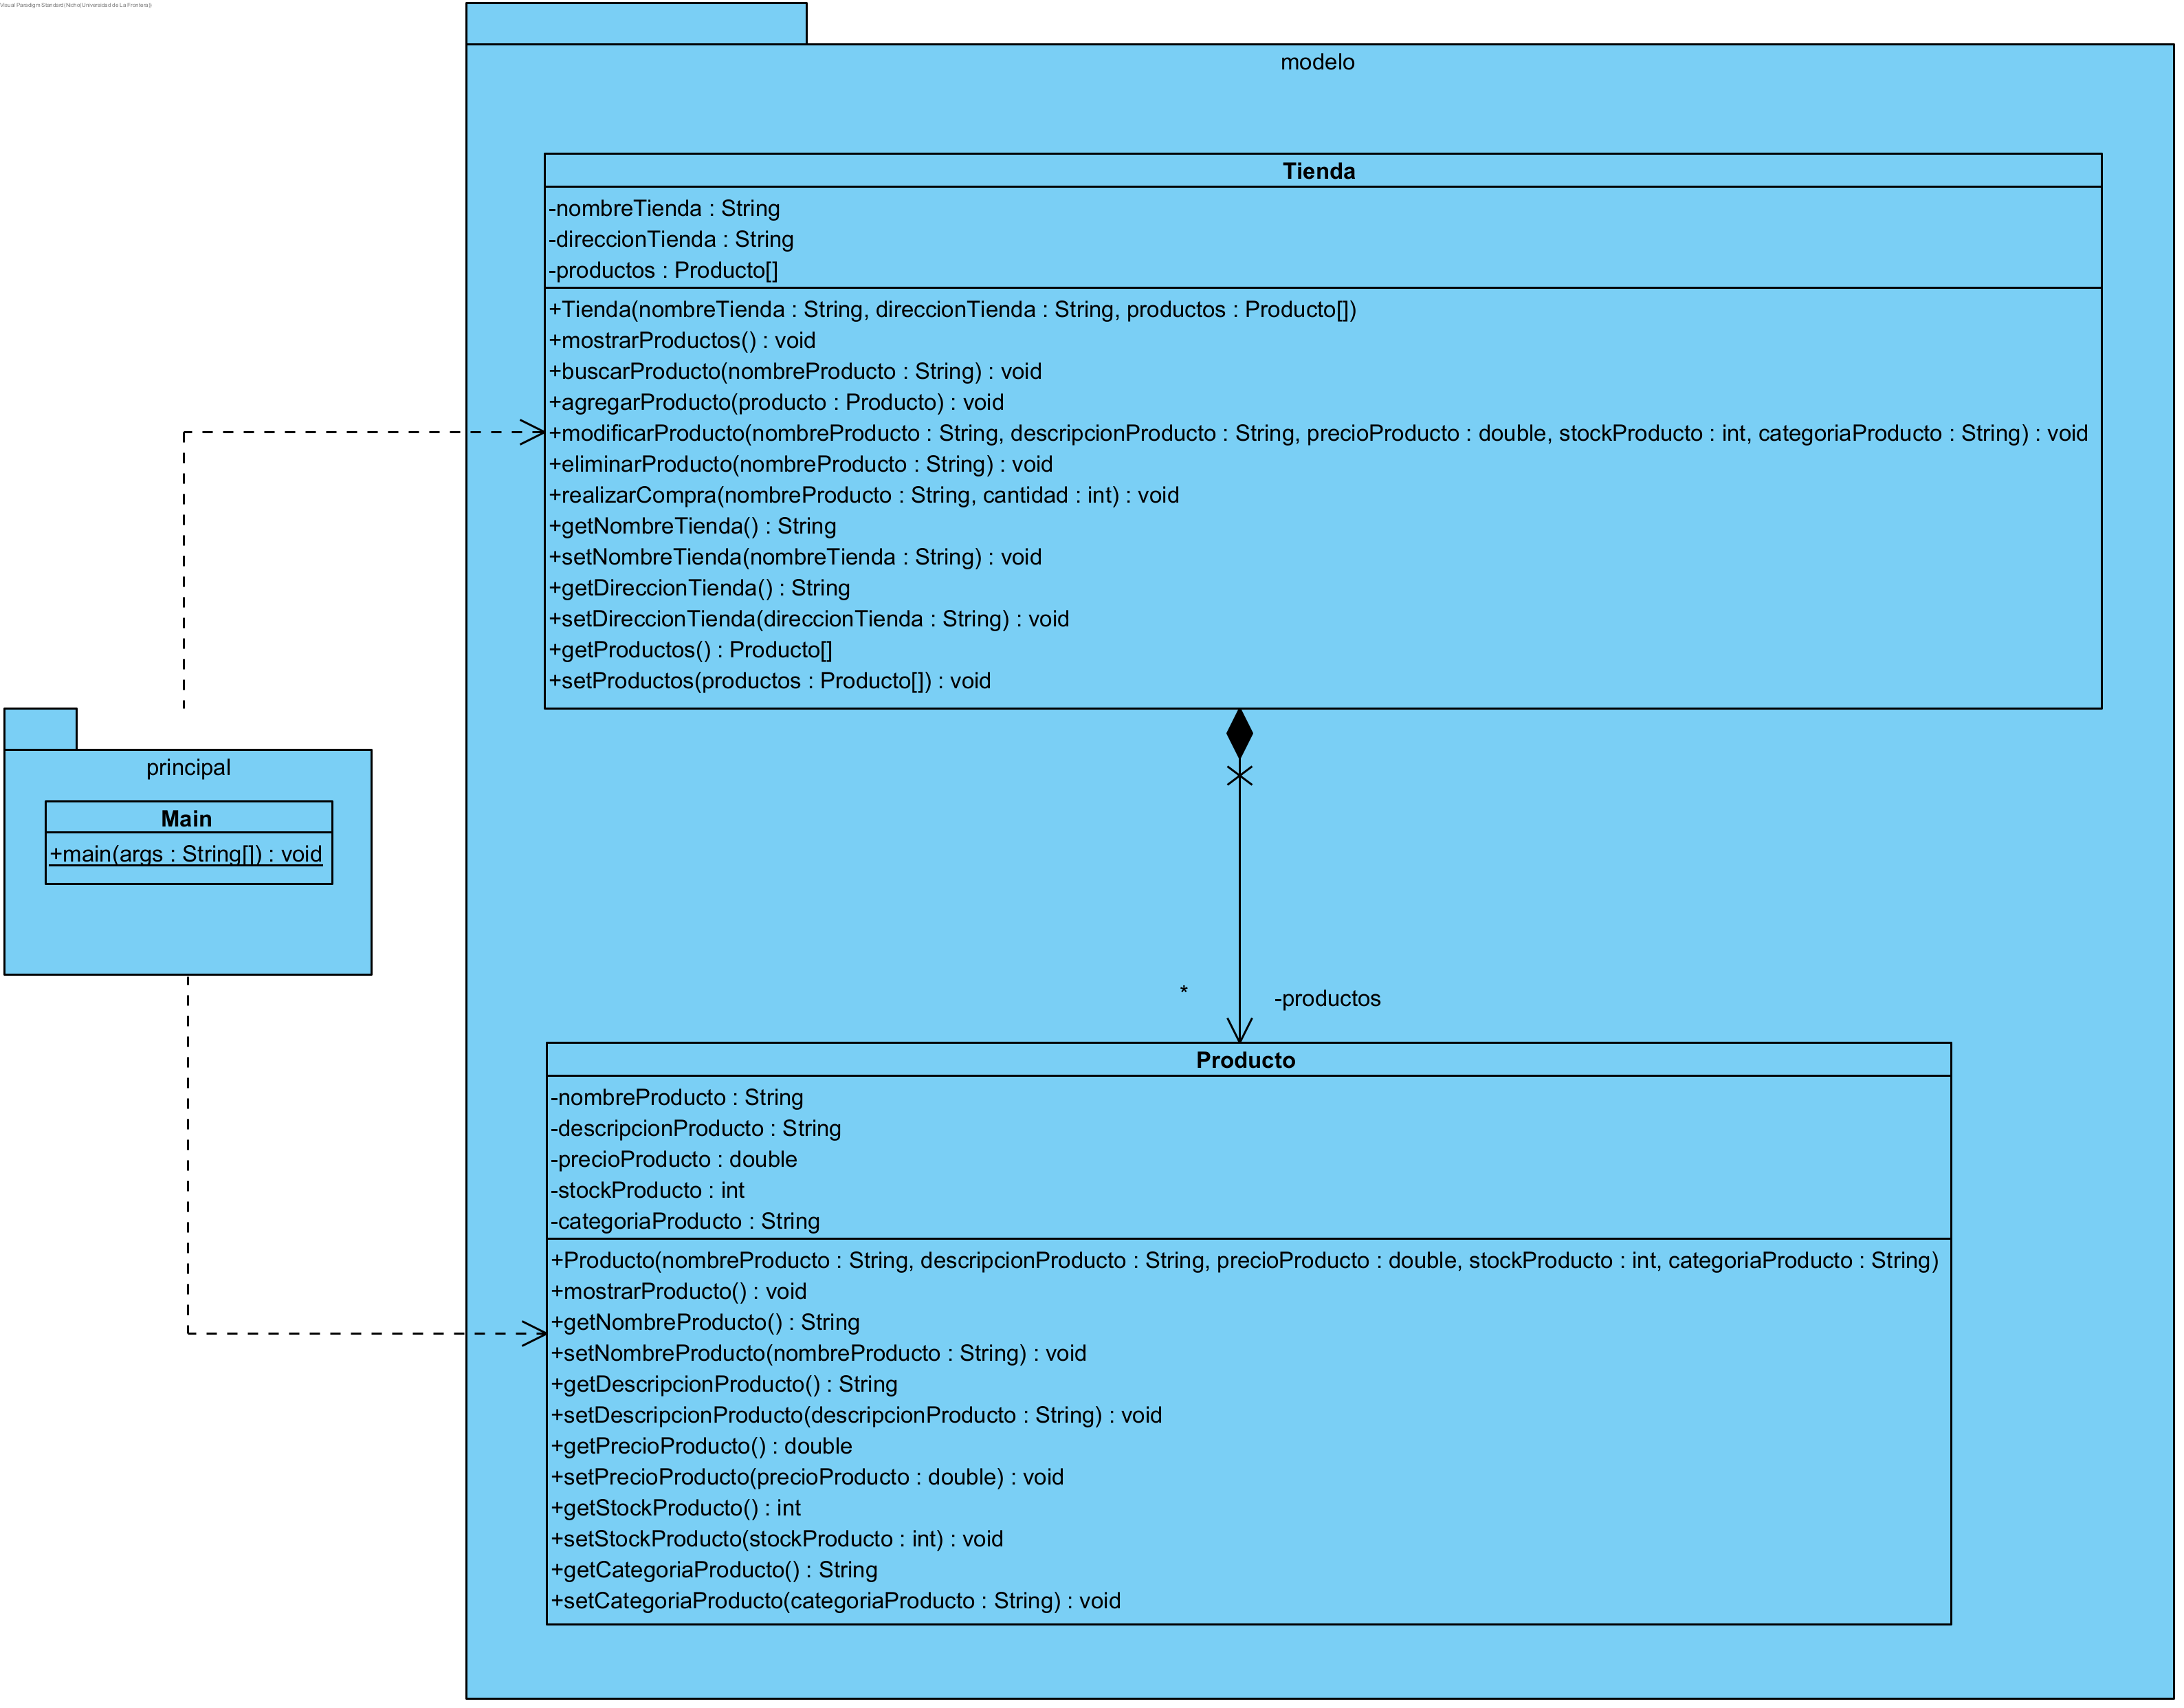 Visual Paradigm Standard(Nicho(Universidad de La Frontera))
modelo
Tienda
-nombreTienda : String
-direccionTienda : String
-productos : Producto[]
+Tienda(nombreTienda : String, direccionTienda : String, productos : Producto[])
+mostrarProductos() : void
+buscarProducto(nombreProducto : String) : void
+agregarProducto(producto : Producto) : void
+modificarProducto(nombreProducto : String, descripcionProducto : String, precioProducto : double, stockProducto : int, categoriaProducto : String) : void
+eliminarProducto(nombreProducto : String) : void
+realizarCompra(nombreProducto : String, cantidad : int) : void
+getNombreTienda() : String
+setNombreTienda(nombreTienda : String) : void
+getDireccionTienda() : String
+setDireccionTienda(direccionTienda : String) : void
+getProductos() : Producto[]
+setProductos(productos : Producto[]) : void
principal
Main
+main(args : String[]) : void
*
-productos
Producto
-nombreProducto : String
-descripcionProducto : String
-precioProducto : double
-stockProducto : int
-categoriaProducto : String
+Producto(nombreProducto : String, descripcionProducto : String, precioProducto : double, stockProducto : int, categoriaProducto : String)
+mostrarProducto() : void
+getNombreProducto() : String
+setNombreProducto(nombreProducto : String) : void
+getDescripcionProducto() : String
+setDescripcionProducto(descripcionProducto : String) : void
+getPrecioProducto() : double
+setPrecioProducto(precioProducto : double) : void
+getStockProducto() : int
+setStockProducto(stockProducto : int) : void
+getCategoriaProducto() : String
+setCategoriaProducto(categoriaProducto : String) : void